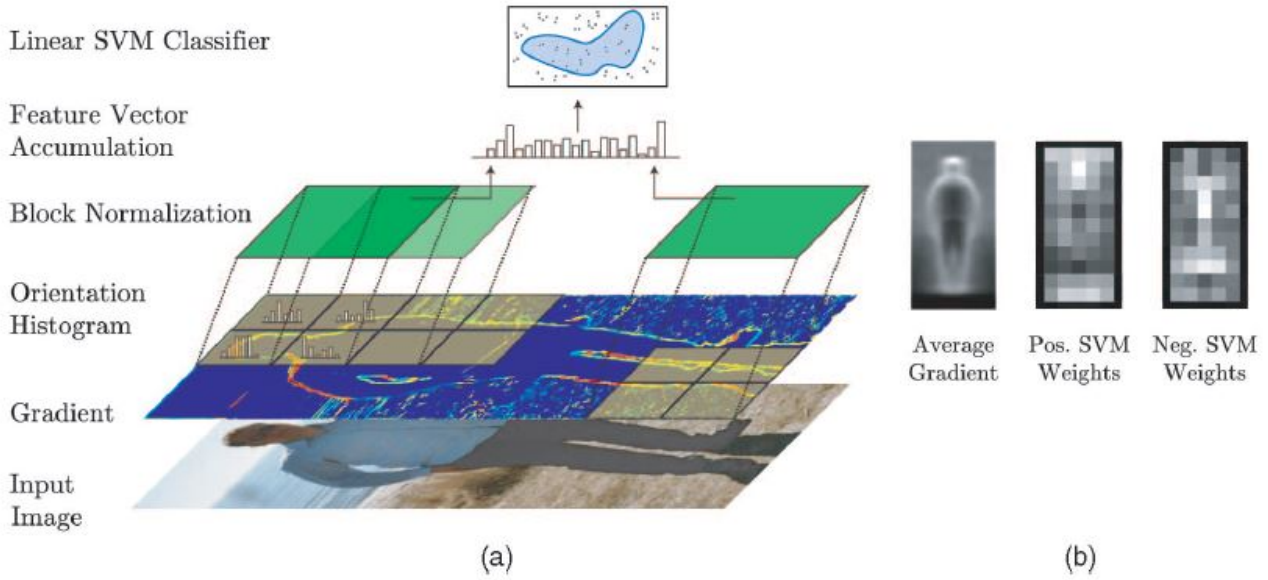 Linear SVM Classifier
Feature Vector
Accumulation
Block Normalization
Orientation
Histogram
Gradient
Input
Image
(a)
Average
Gradient
Pos. SVM
Weights
Neg. SVM
Weights
(b)